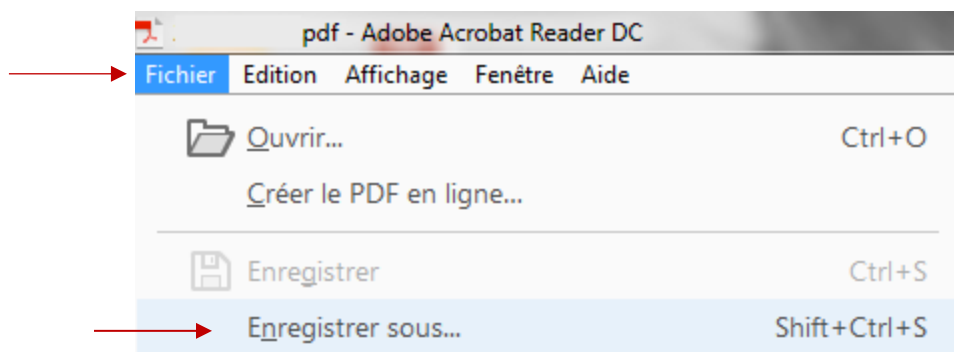 . pdf - Adobe Acrobat Reader DC
Fichier Edition Affichage Fenêtre Aide
Ouvrir... Ctrl+O
Créer le PDF en ligne...
Enregistrer Ctrl+S
Enregistrer sous... Shift+Ctrl+S